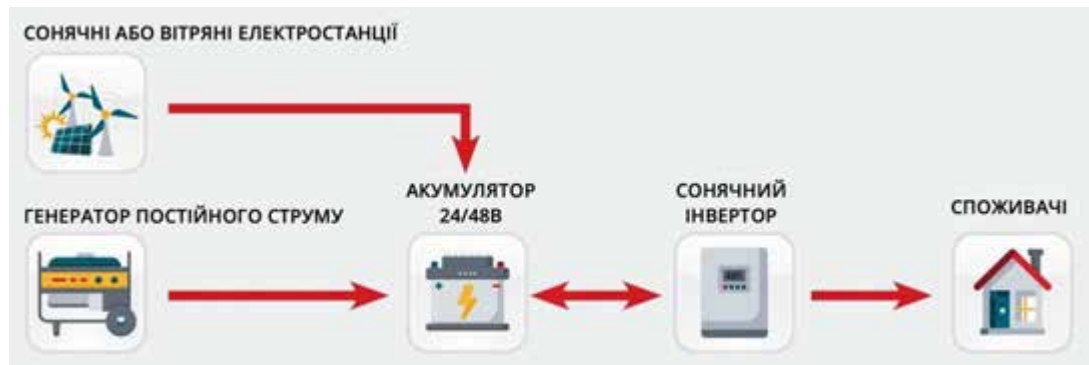 СОНЯЧНІ АБО ВІТРЯНІ ЕЛЕКТРОСТАНЦІЇ
ГЕНЕРАТОР ПОСТІЙНОГО СТРУМУ
АКУМУЛЯТОР
24/48В
СОНЯЧНИЙ
ІНВЕРТОР
СПОЖИВАЧІ